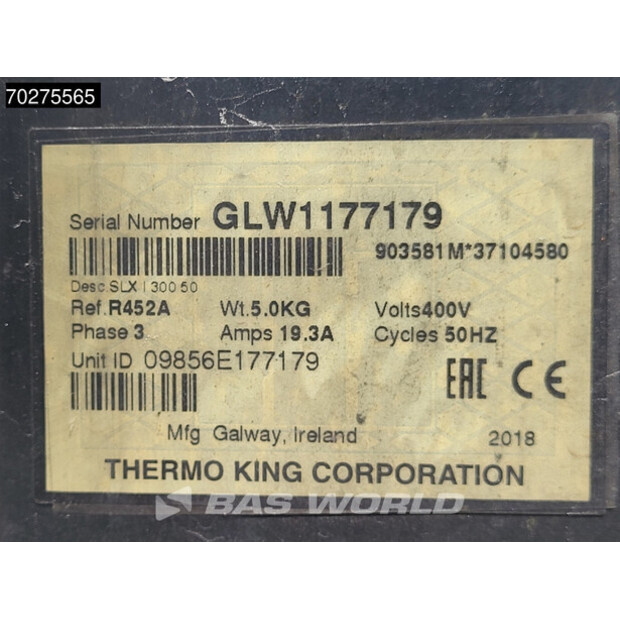 70275565
Serial Number GLW1177179
903581M*37104580
Desc.SLX I 300 50
Ref.R452A Wt.5.0KG Volts400V
Phase 3 Amps 19.3A Cycles 50HZ
Unit ID 09856E177179
EAC CE
Mfg Galway, Ireland 2018
THERMO KING CORPORATION
BAS WORLD